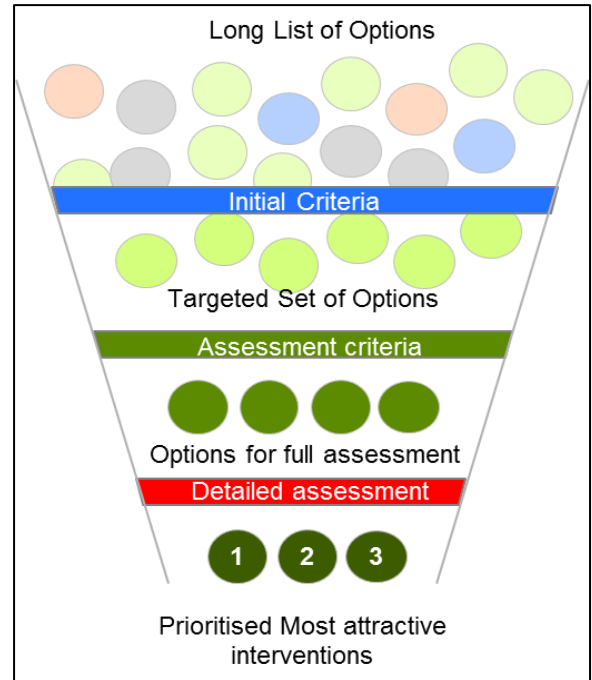 Long List of Options
Initial Criteria
Targeted Set of Options
Assessment criteria
Options for full assessment
Detailed assessment
1 2 3
Prioritised Most attractive
interventions